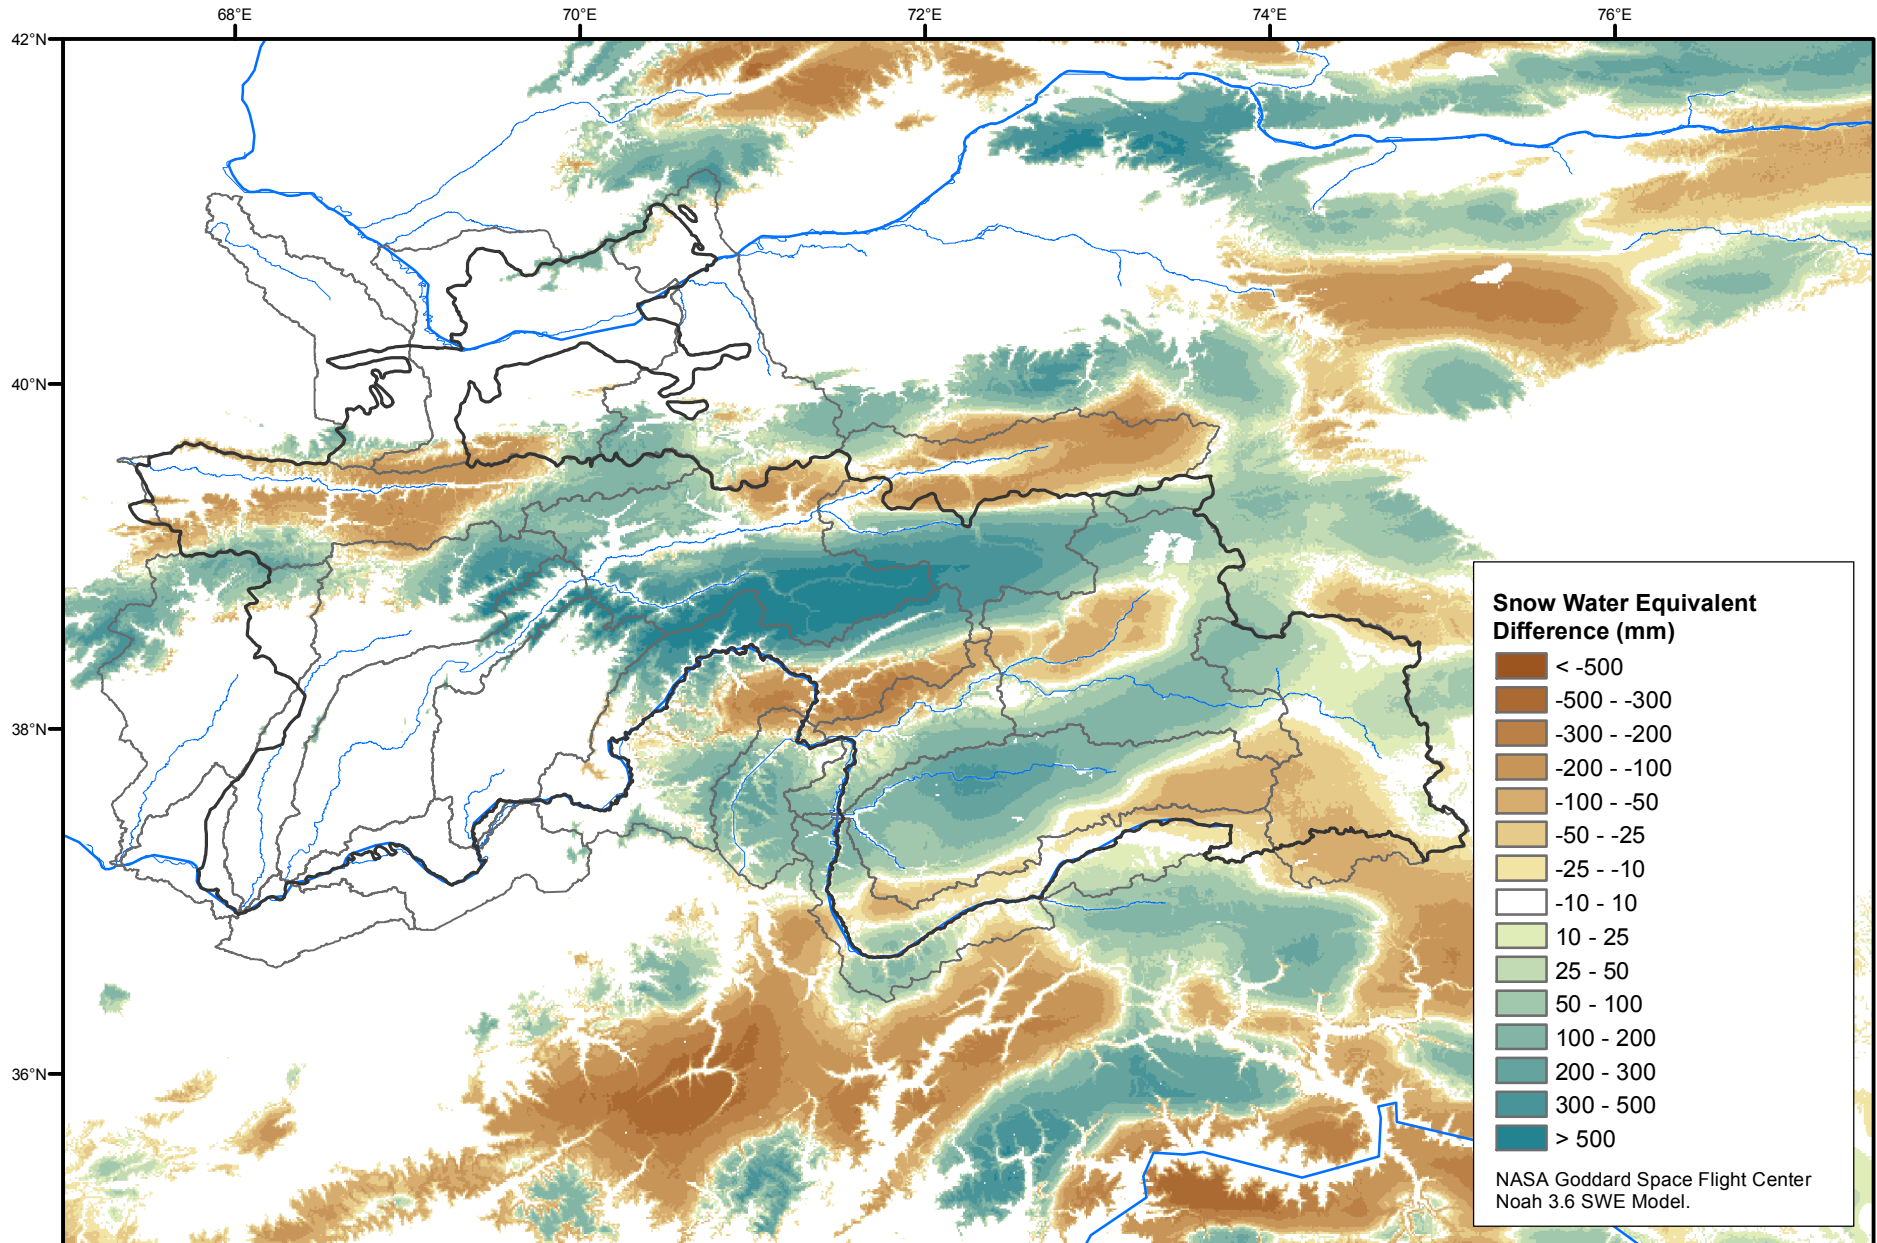 68°E 70°E 72°E 74°E 76°E
42°N
40°N
38°N
36°N
Snow Water Equivalent
Difference (mm)
< -500
-500 - -300
-300 - -200
-200 - -100
-100 - -50
-50 - -25
-25 - -10
-10 - 10
10 - 25
25 - 50
50 - 100
100 - 200
200 - 300
300 - 500
> 500
NASA Goddard Space Flight Center
Noah 3.6 SWE Model.